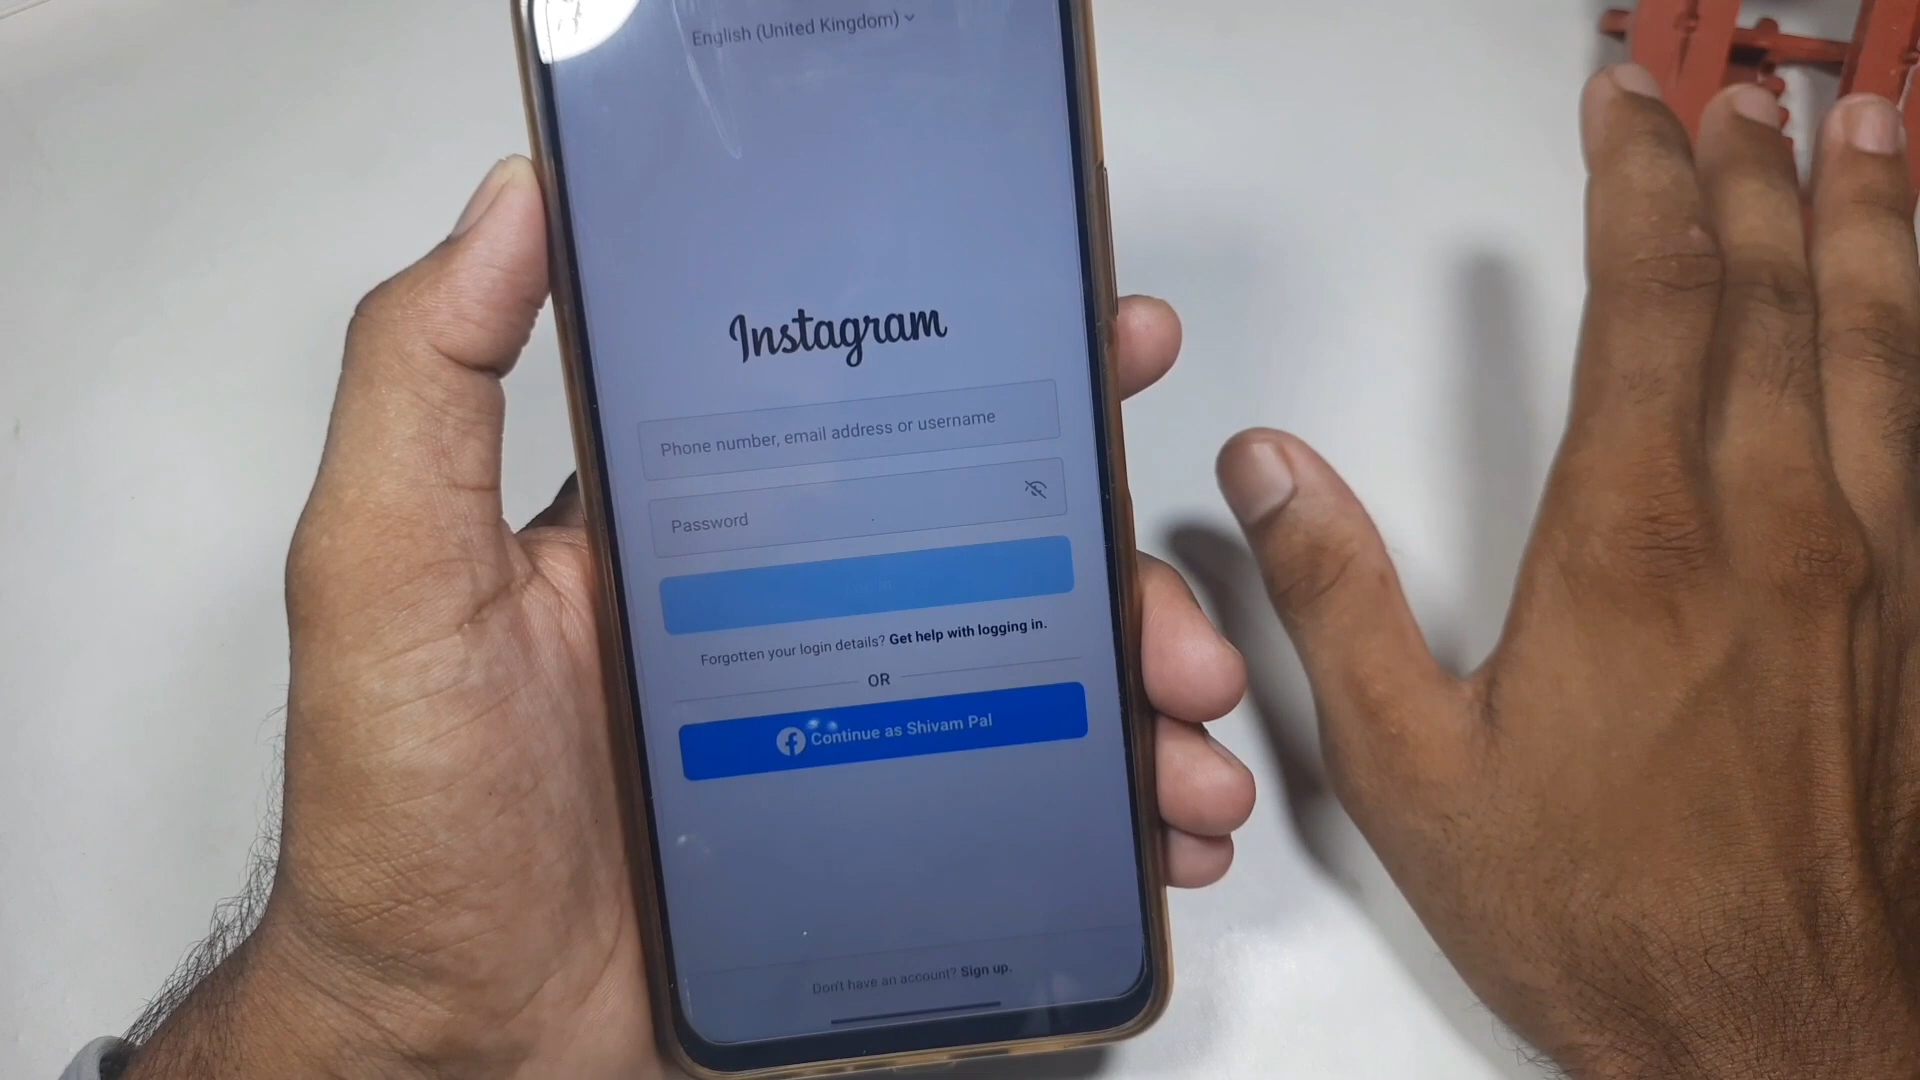 English (United Kingdom)
Instagram
Phone number, email address or username
Password
Forgotten your login details? Get help with logging in.
OR
Continue as Shivam Pal
Don't have an account? Sign up.